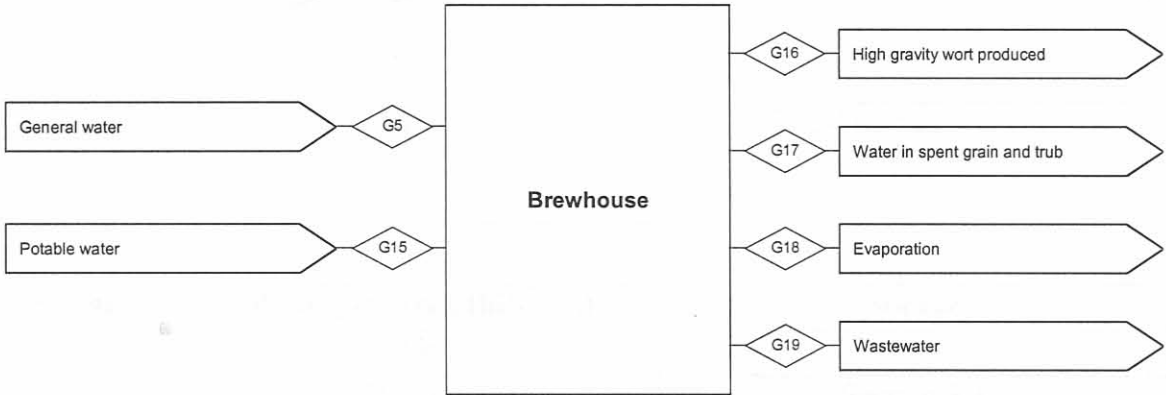 General water
G5
Potable water
G15
Brewhouse
G16
High gravity wort produced
G17
Water in spent grain and trub
G18
Evaporation
G19
Wastewater